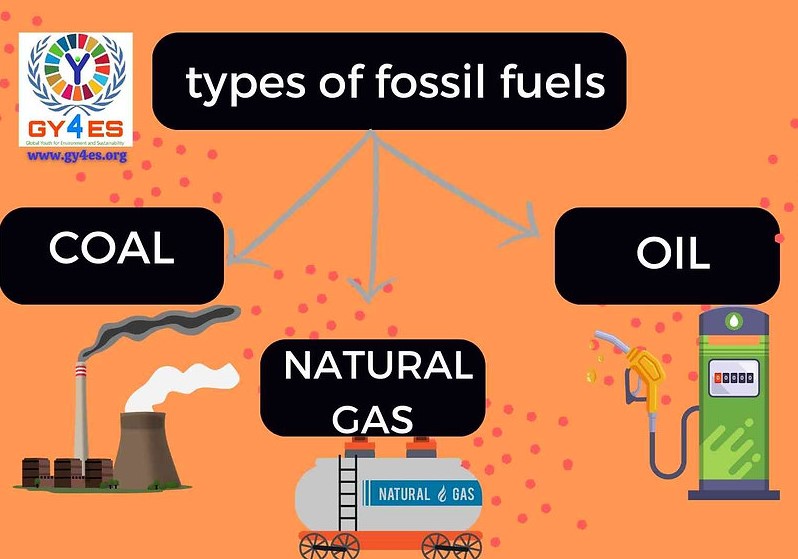 types of fossil fuels
GY4ES
Global Youth for Environment and Sustainability
www.gy4es.org
COAL
OIL
NATURAL
GAS
NATURAL GAS